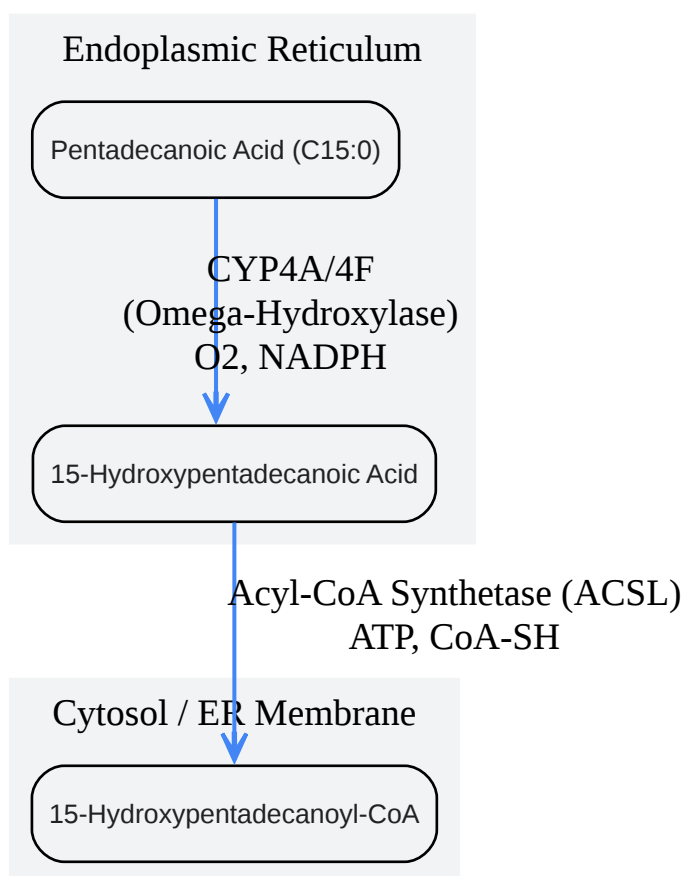 Endoplasmic Reticulum
Pentadecanoic Acid (C15:0)
CYP4A/4F
(Omega-Hydroxylase)
O2, NADPH
15-Hydroxypentadecanoic Acid
Acyl-CoA Synthetase (ACSL)
ATP, CoA-SH
Cytosol / ER Membrane
15-Hydroxypentadecanoyl-CoA